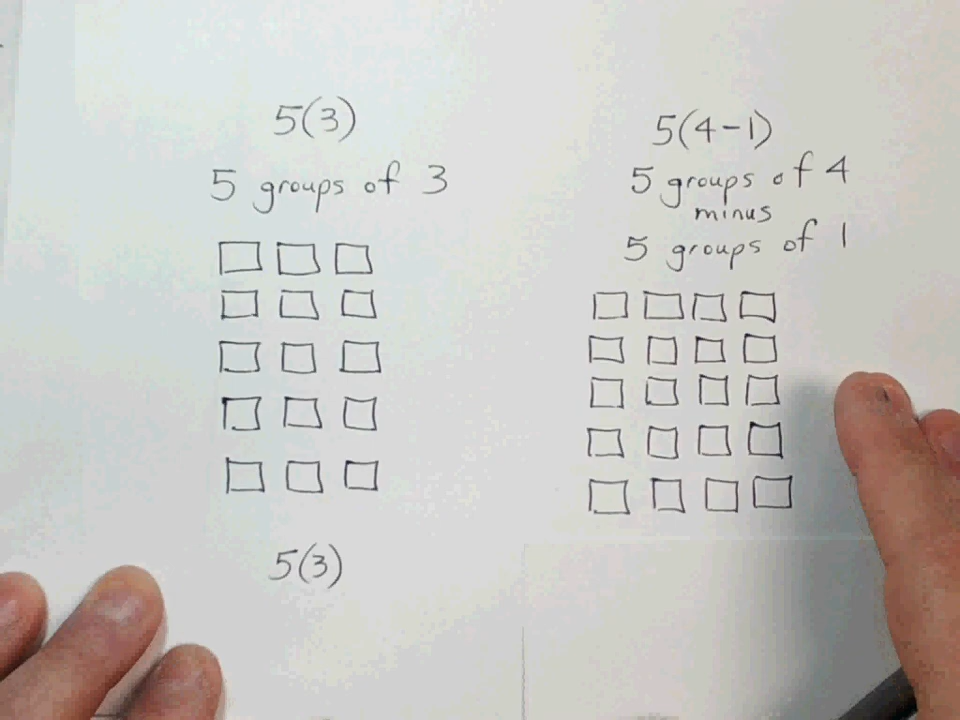 5(3)
5 groups of 3
5(3)
5(4-1)
5 groups of 4
minus
5 groups of 1